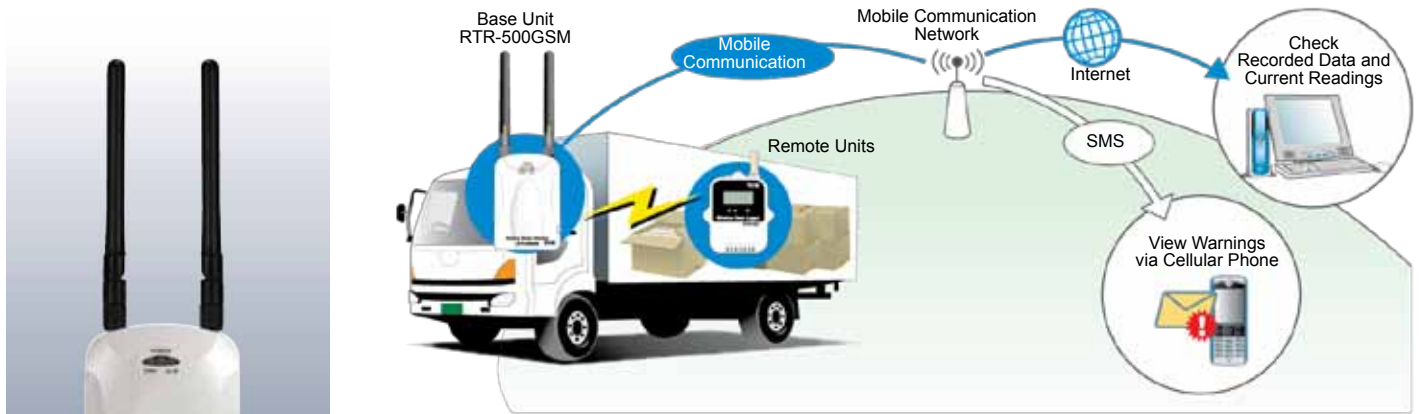 Base Unit
RTR-500GSM
Mobile
Communication
Mobile Communication
Network
Internet
Check
Recorded Data and
Current Readings
Remote Units
SMS
View Warnings
via Cellular Phone